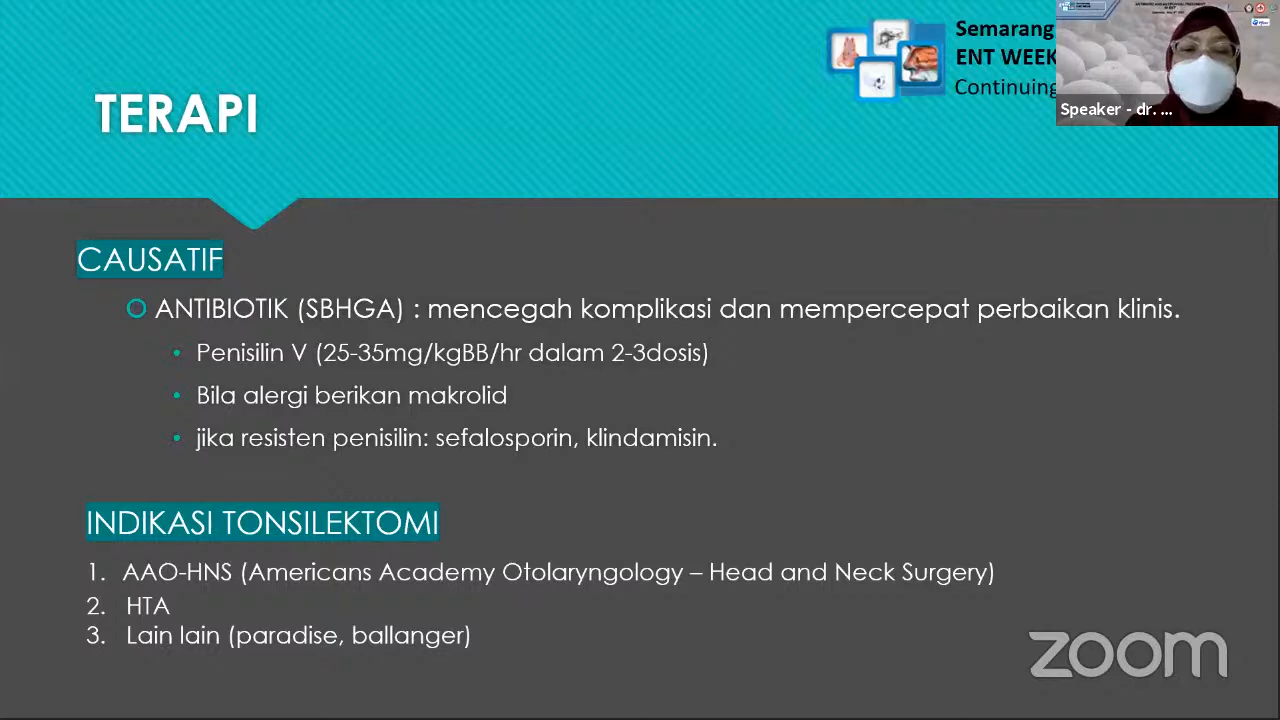 Semarang
ENT WEEK
Continuing
Speaker - dr. ...
TERAPI
CAUSATIF
ANTIBIOTIK (SBHGA) : mencegah komplikasi dan mempercepat perbaikan klinis.
Penisilin V (25-35mg/kgBB/hr dalam 2-3dosis)
Bila alergi berikan makrolid
jika resisten penisilin: sefalosporin, klindamisin.
INDIKASI TONSILEKTOMI
1. AAO-HNS (Americans Academy Otolaryngology – Head and Neck Surgery)
2. HTA
3. Lain lain (paradise, ballanger)
zoom